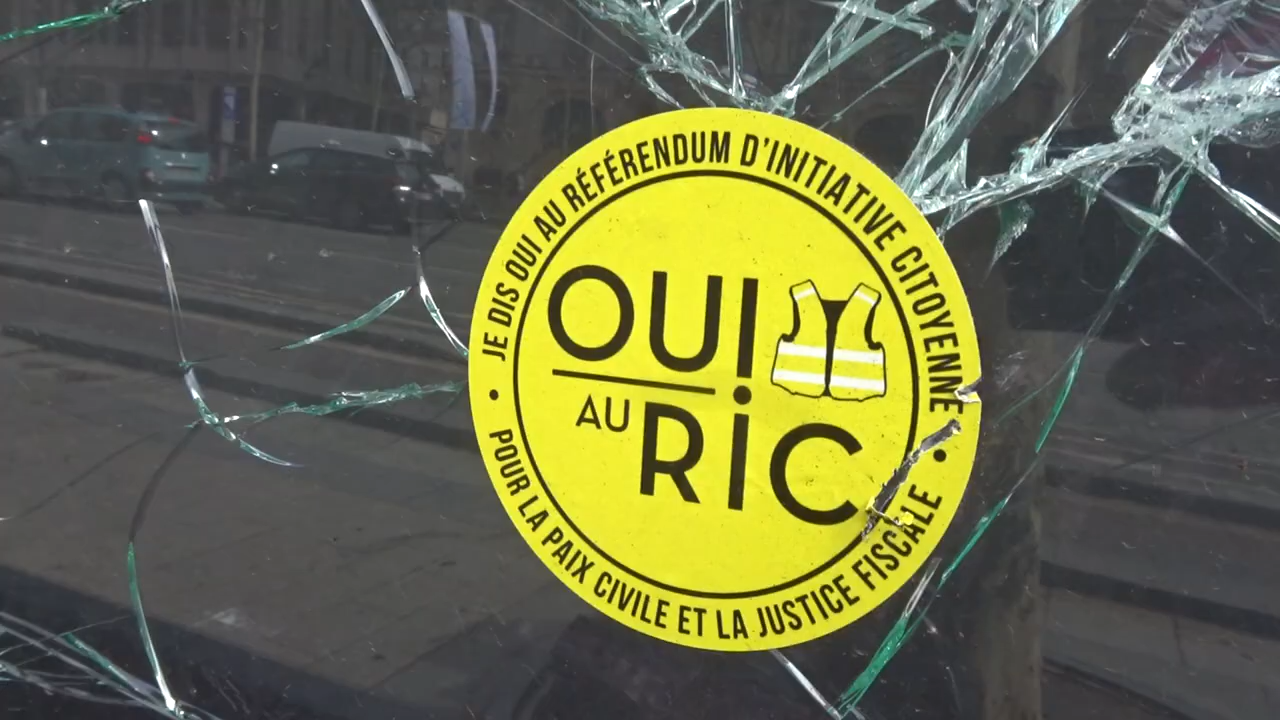 JE DIS OUI AU RÉFÉRENDUM D'INITIATIVE CITOYENNE
OUI
AU RIC
• POUR LA PAIX CIVILE ET LA JUSTICE FISCALE •